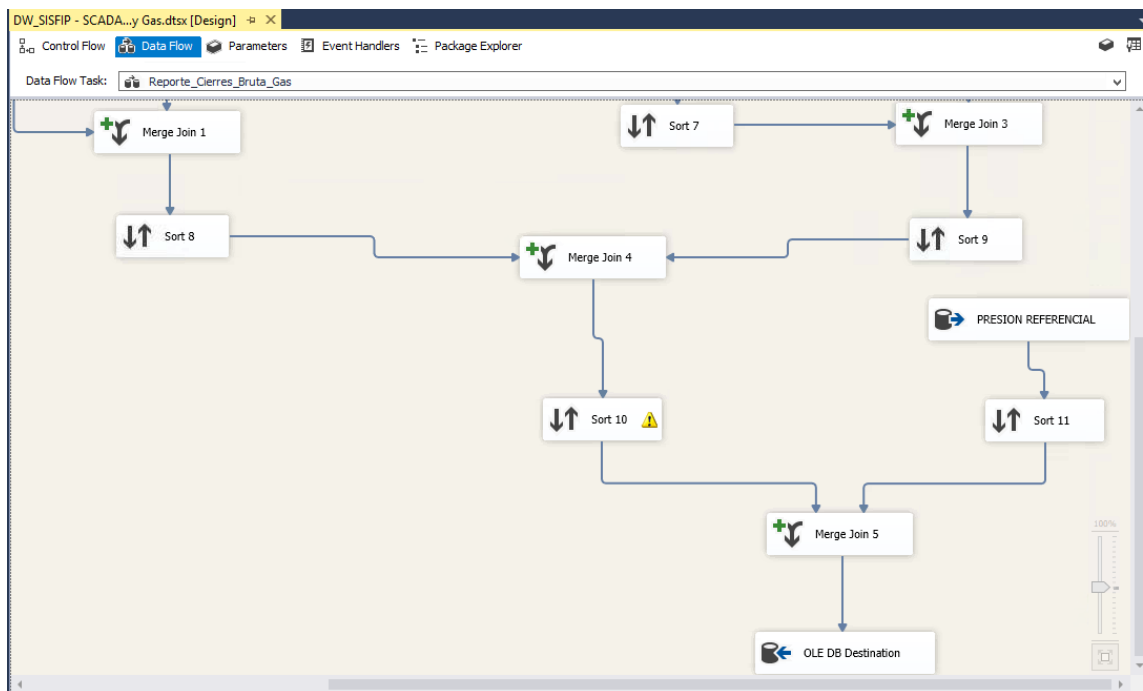 DW_SISFIP - SCADA...y Gas.dtsx [Design]
Control Flow Data Flow Parameters Event Handlers Package Explorer
Data Flow Task: Reporte_Cierres_Bruta_Gas
Merge Join 1
Sort 7
Merge Join 3
Sort 8
Sort 9
Merge Join 4
PRESION REFERENCIAL
Sort 10
Sort 11
Merge Join 5
100%
OLE DB Destination